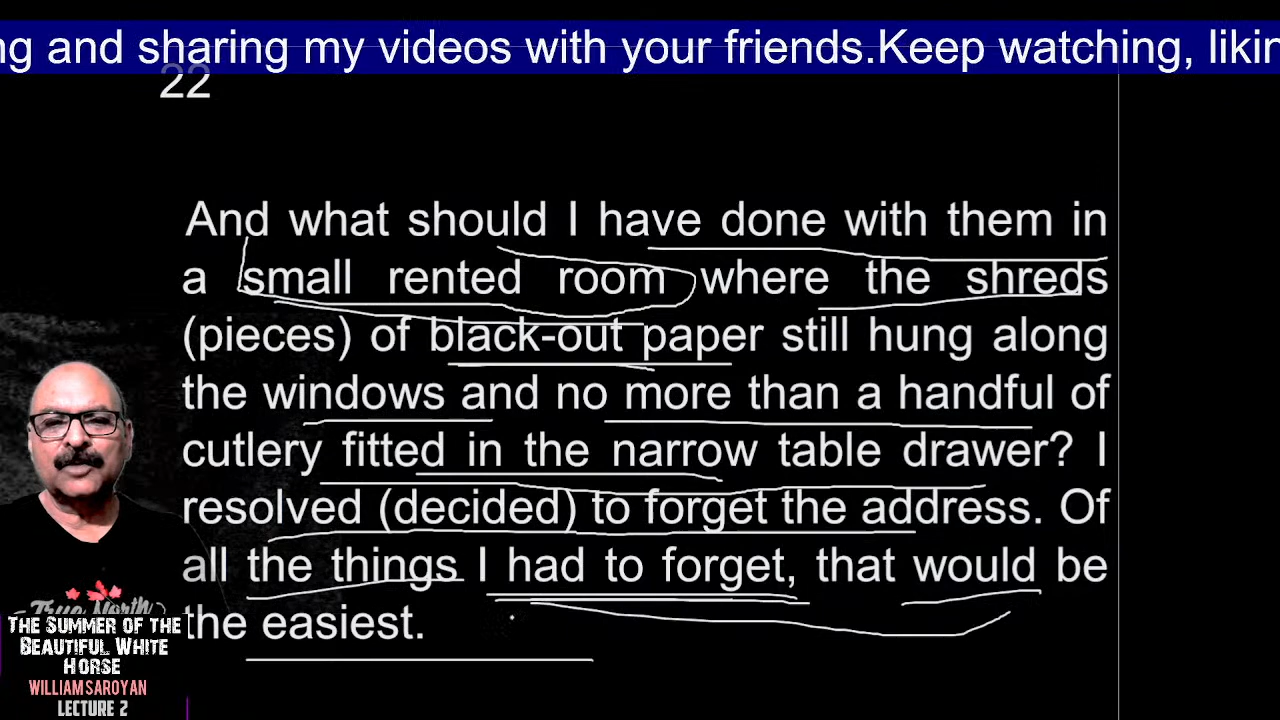 ng and sharing my videos with your friends.Keep watching, likin
22
And what should I have done with them in
a small rented room where the shreds
(pieces) of black-out paper still hung along
the windows and no more than a handful of
cutlery fitted in the narrow table drawer? I
resolved (decided) to forget the address. Of
all the things I had to forget, that would be
the easiest.
True North
THE SUMMER OF THE
BEAUTIFUL WHITE
HORSE
WILLIAM SAROYAN
LECTURE 2